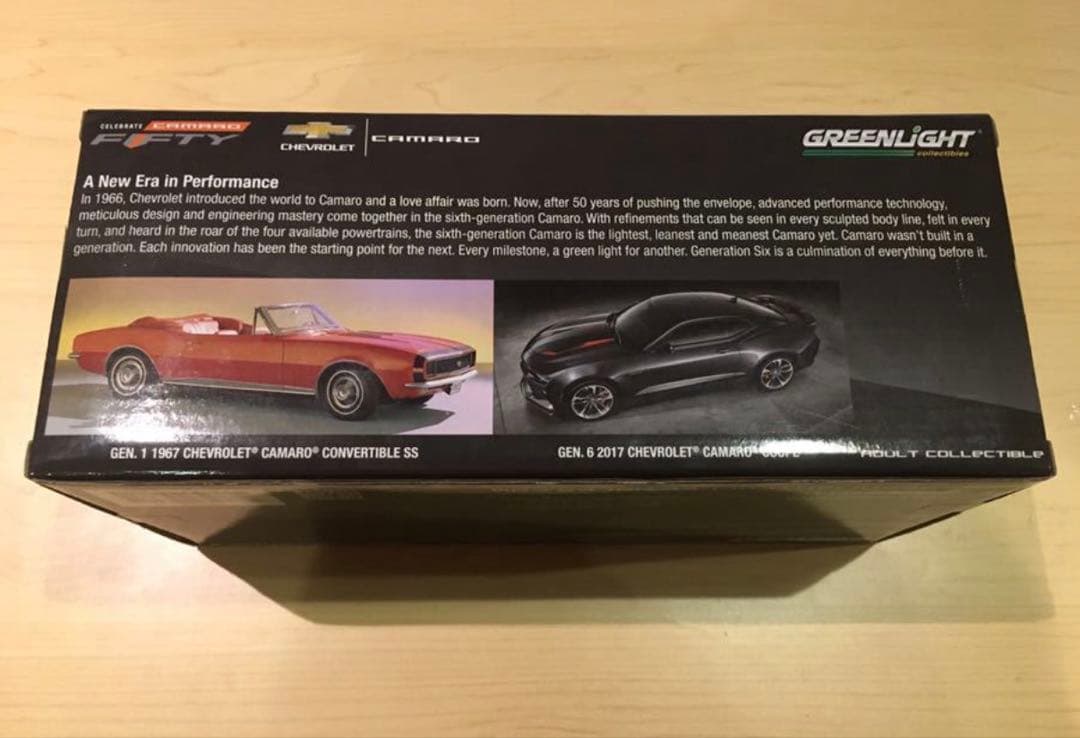 CELEBRATE CAMARO
FIFTY
CHEVROLET
CAMARO
GREENLiGHT
collectibles
A New Era in Performance
In 1966, Chevrolet introduced the world to Camaro and a love affair was born. Now, after 50 years of pushing the envelope, advanced performance technology,
meticulous design and engineering mastery come together in the sixth-generation Camaro. With refinements that can be seen in every sculpted body line, felt in every
turn, and heard in the roar of the four available powertrains, the sixth-generation Camaro is the lightest, leanest and meanest Camaro yet. Camaro wasn't built in a
generation. Each innovation has been the starting point for the next. Every milestone, a green light for another. Generation Six is a culmination of everything before it.
GEN. 1 1967 CHEVROLET® CAMARO® CONVERTIBLE SS
GEN. 6 2017 CHEVROLET® CAMARO® COUPE
ADULT COLLECTIBLE